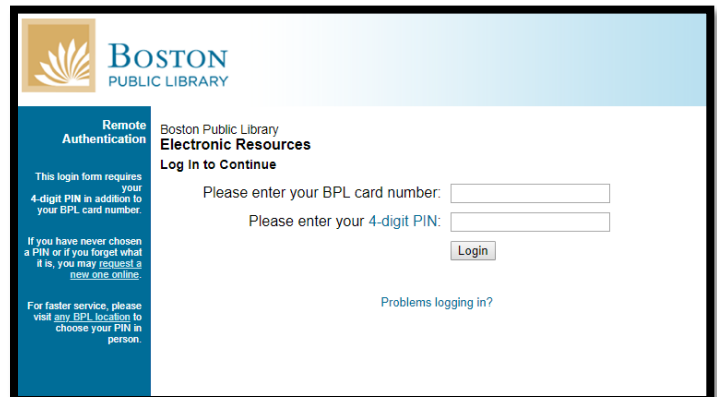 BOSTON
PUBLIC LIBRARY
Remote
Authentication
This login form requires
your
4-digit PIN in addition to
your BPL card number.
If you have never chosen
a PIN or if you forget what
it is, you may request a
new one online.
For faster service, please
visit any BPL location to
choose your PIN in
person.
Boston Public Library
Electronic Resources
Log In to Continue
Please enter your BPL card number:
Please enter your 4-digit PIN:
Login
Problems logging in?